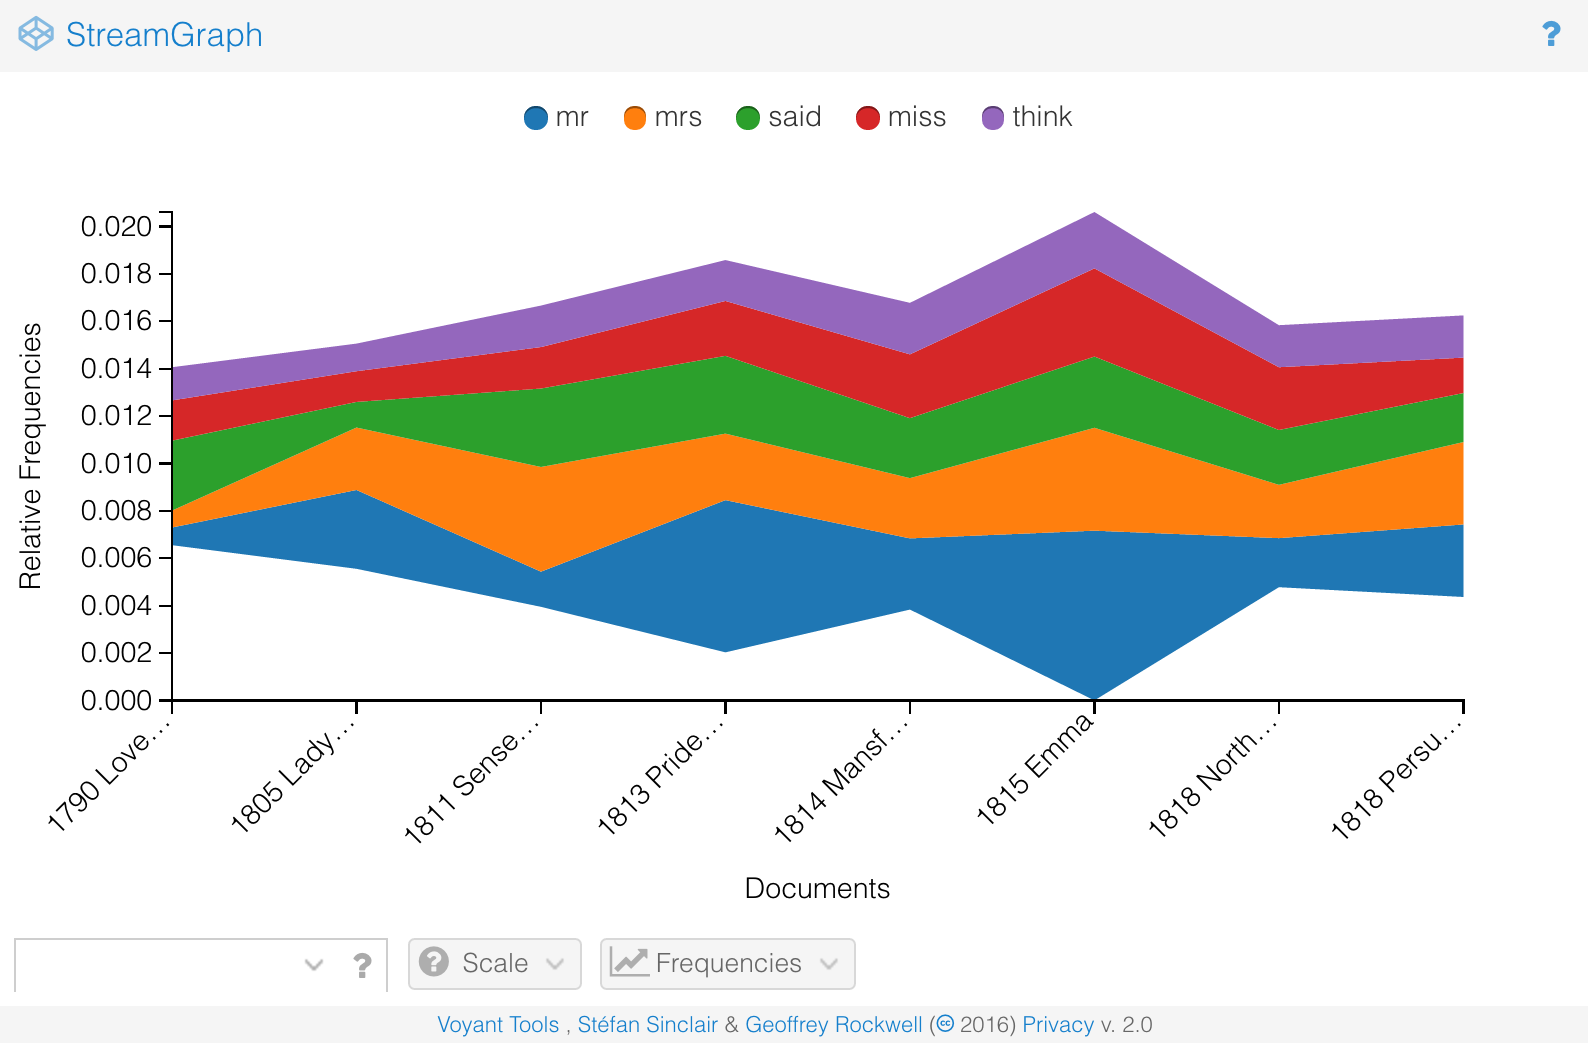 StreamGraph ?
mr mrs said miss think
Relative Frequencies
0.020
0.018
0.016
0.014
0.012
0.010
0.008
0.006
0.004
0.002
0.000
1790 Love...
1805 Lady...
1811 Sense...
1813 Pride...
1814 Mansf...
1815 Emma
1818 North...
1818 Persu...
Documents
? ? Scale Frequencies
Voyant Tools , Stéfan Sinclair & Geoffrey Rockwell (cc 2016) Privacy v. 2.0